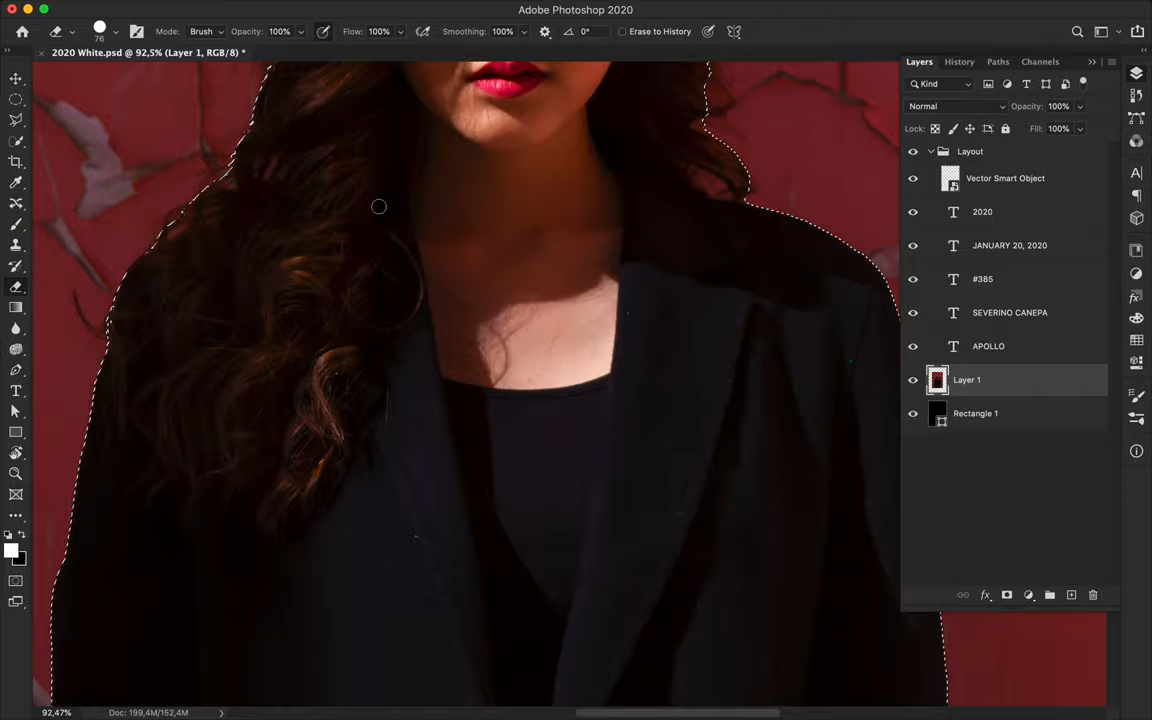 Adobe Photoshop 2020
76
Mode: Brush Opacity: 100% Flow: 100% Smoothing: 100% 0° Erase to History
2020 White.psd @ 92,5% (Layer 1, RGB/8) *
Layers History Paths Channels
Kind
Normal Opacity: 100%
Lock: Fill: 100%
Layout
Vector Smart Object
2020
JANUARY 20, 2020
#385
SEVERINO CANEPA
APOLLO
Layer 1
Rectangle 1
92,47% Doc: 199,4M/152,4M